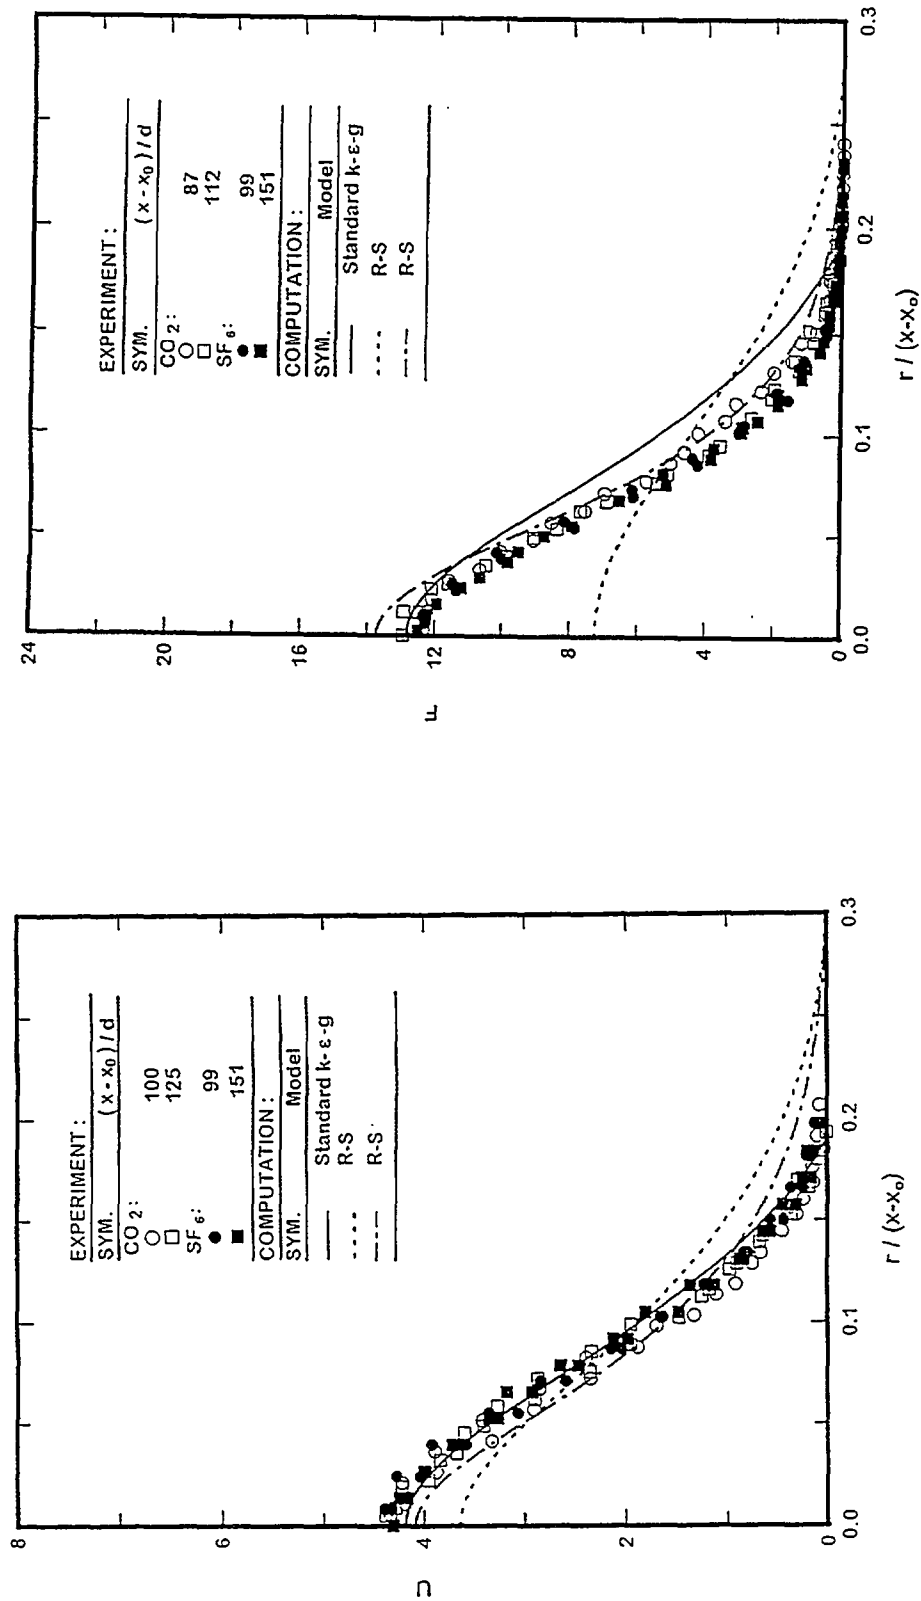 EXPERIMENT:
SYM. (x - x₀) / d
CO₂:
○ 100
□ 125
SF₆:
● 99
■ 151
COMPUTATION:
SYM. Model
Standard k-ε-g
R-S
R-S
8
6
4
2
0
U
0.0
0.1
0.2
0.3
r / (x-x₀)
EXPERIMENT:
SYM. (x - x₀) / d
CO₂:
○ 87
□ 112
SF₆:
● 99
■ 151
COMPUTATION:
SYM. Model
Standard k-ε-g
R-S
R-S
24
20
16
12
8
4
0
F
0.0
0.1
0.2
0.3
r / (x-x₀)